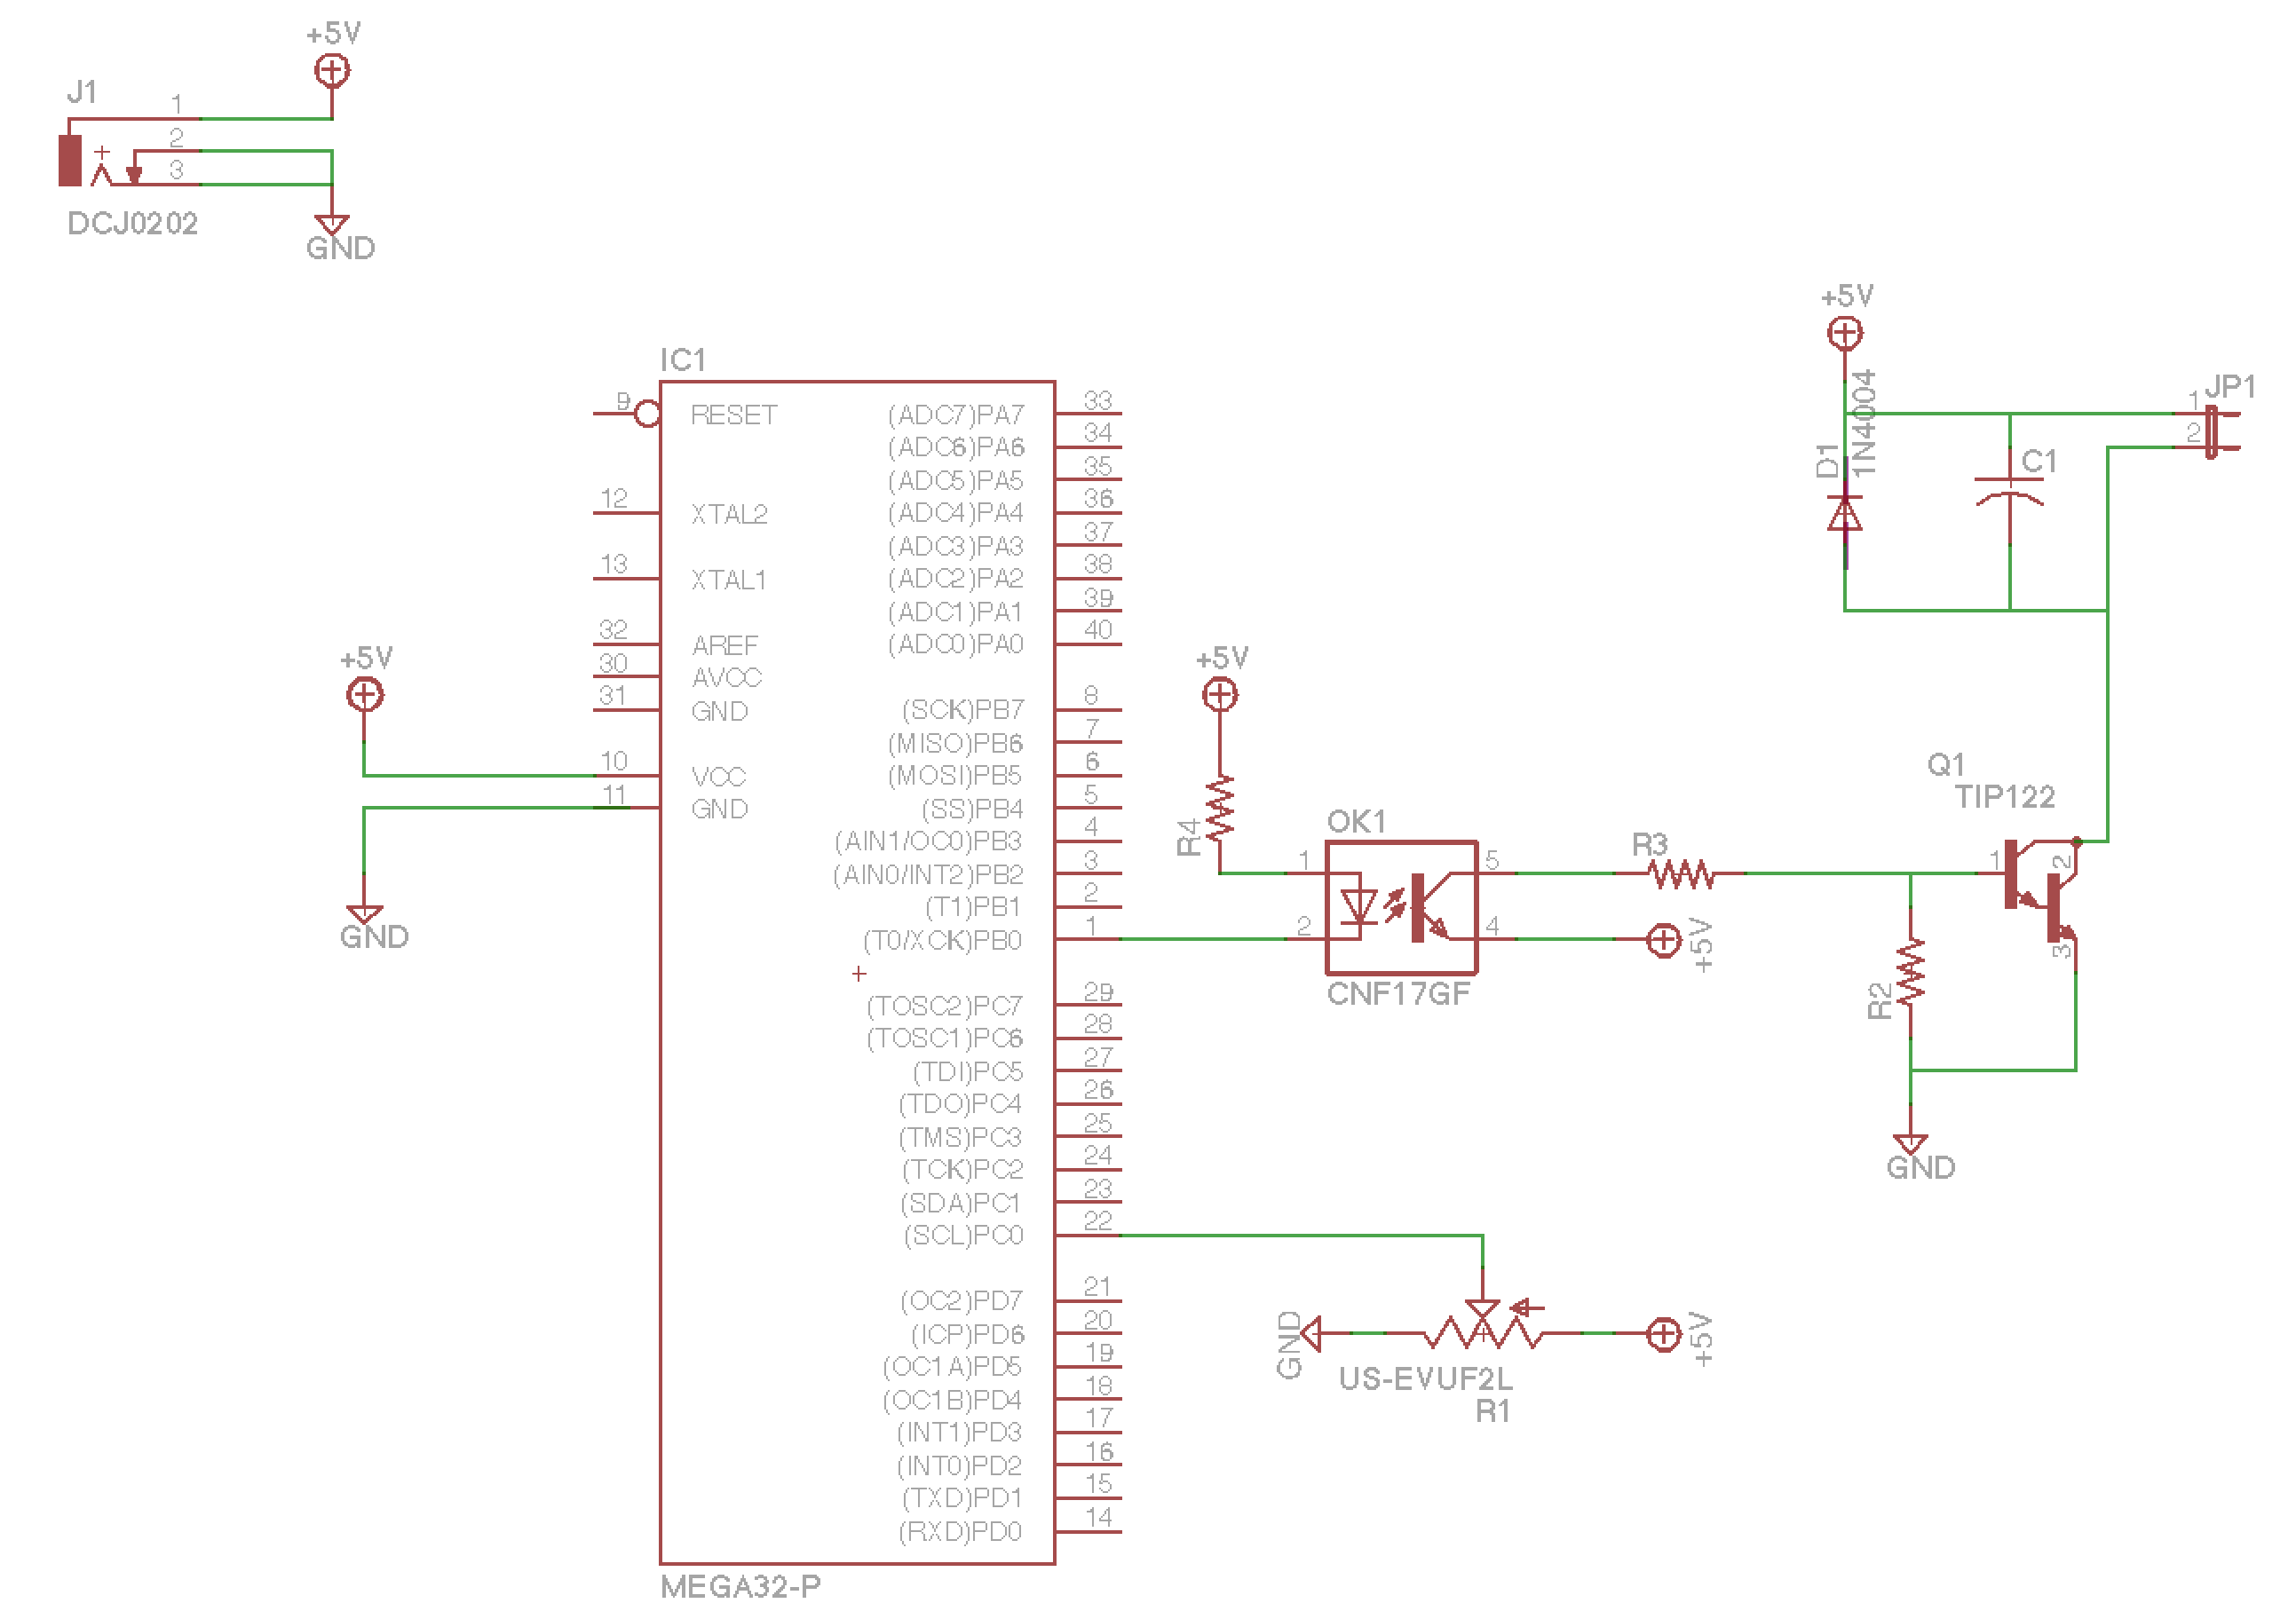 +5V
J1
1
2
3
DCJ0202
GND
+5V
1N4004
D1
C1
JP1
1
2
IC1
9 RESET
12 XTAL2
13 XTAL1
32 AREF
30 AVCC
31 GND
10 VCC
11 GND
+5V
GND
(ADC7)PA7 33
(ADC6)PA6 34
(ADC5)PA5 35
(ADC4)PA4 36
(ADC3)PA3 37
(ADC2)PA2 38
(ADC1)PA1 39
(ADC0)PA0 40
(SCK)PB7 8
(MISO)PB6 7
(MOSI)PB5 6
(SS)PB4 5
(AIN1/OC0)PB3 4
(AIN0/INT2)PB2 3
(T1)PB1 2
(T0/XCK)PB0 1
(TOSC2)PC7 29
(TOSC1)PC6 28
(TDI)PC5 27
(TDO)PC4 26
(TMS)PC3 25
(TCK)PC2 24
(SDA)PC1 23
(SCL)PC0 22
(OC2)PD7 21
(ICP)PD6 20
(OC1A)PD5 19
(OC1B)PD4 18
(INT1)PD3 17
(INT0)PD2 16
(TXD)PD1 15
(RXD)PD0 14
MEGA32-P
+5V
R4
OK1
1
2
5
4
CNF17GF
R3
+5V
Q1
TIP122
1
2
3
R2
GND
GND
+5V
US-EVUF2L
R1